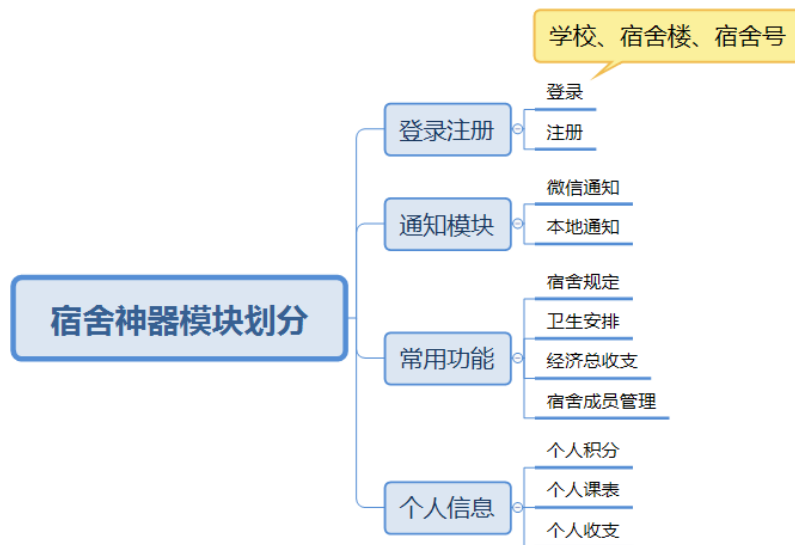 学校、宿舍楼、宿舍号
登录
登录注册
注册
微信通知
通知模块
本地通知
宿舍规定
宿舍神器模块划分
卫生安排
常用功能
经济总收支
宿舍成员管理
个人积分
个人课表
个人信息
个人收支